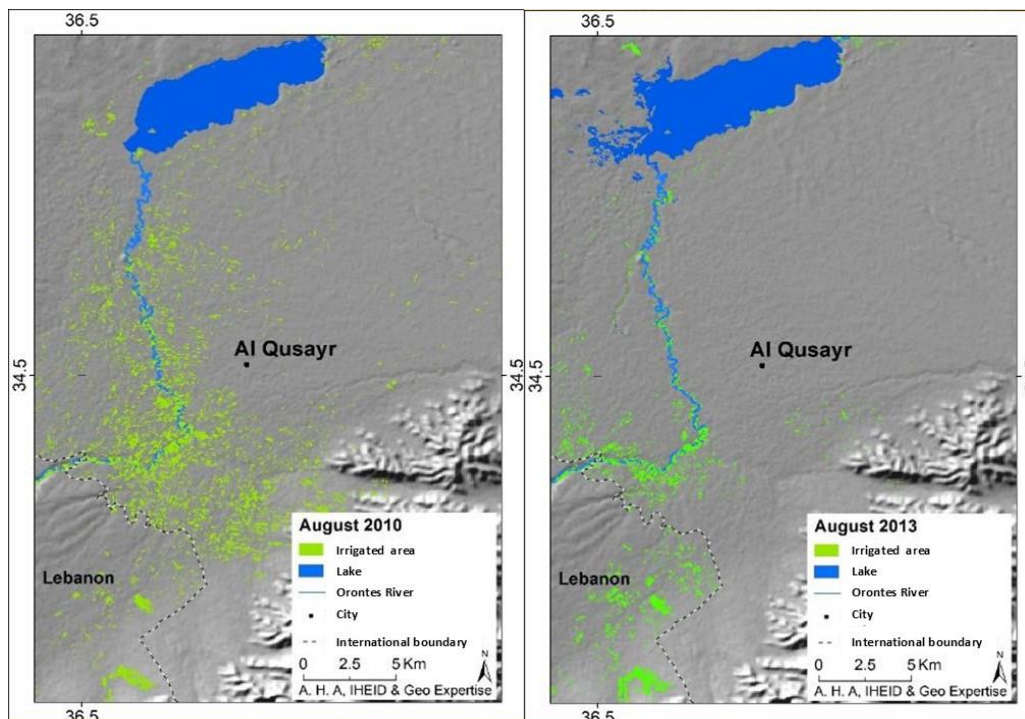 36.5
34.5
Al Qusayr
Lebanon
August 2010
Irrigated area
Lake
Orontes River
City
International boundary
0 2.5 5 Km
N
A. H. A, IHEID & Geo Expertise
36.5
36.5
34.5
Al Qusayr
Lebanon
August 2013
Irrigated area
Lake
Orontes River
City
International boundary
0 2.5 5 Km
N
A. H. A, IHEID & Geo Expertise
36.5